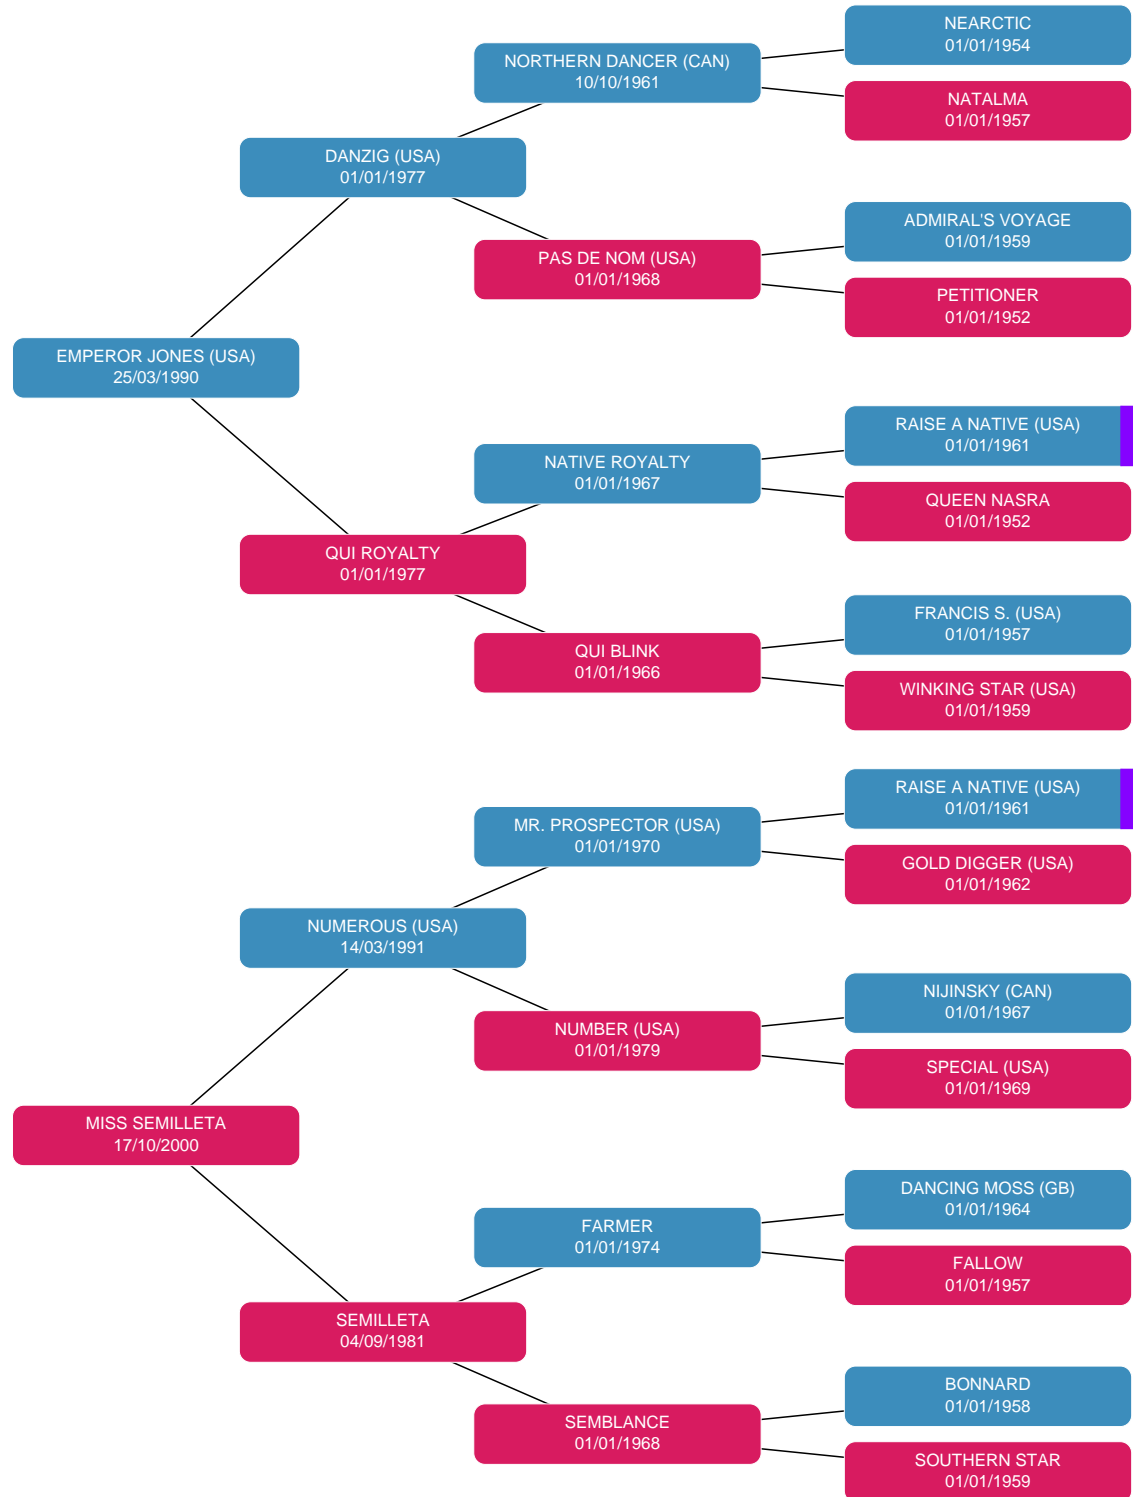 NEARCTIC
01/01/1954
NORTHERN DANCER (CAN)
10/10/1961
NATALMA
01/01/1957
DANZIG (USA)
01/01/1977
ADMIRAL'S VOYAGE
01/01/1959
PAS DE NOM (USA)
01/01/1968
PETITIONER
01/01/1952
EMPEROR JONES (USA)
25/03/1990
RAISE A NATIVE (USA)
01/01/1961
NATIVE ROYALTY
01/01/1967
QUEEN NASRA
01/01/1952
QUI ROYALTY
01/01/1977
FRANCIS S. (USA)
01/01/1957
QUI BLINK
01/01/1966
WINKING STAR (USA)
01/01/1959
RAISE A NATIVE (USA)
01/01/1961
MR. PROSPECTOR (USA)
01/01/1970
GOLD DIGGER (USA)
01/01/1962
NUMEROUS (USA)
14/03/1991
NIJINSKY (CAN)
01/01/1967
NUMBER (USA)
01/01/1979
SPECIAL (USA)
01/01/1969
MISS SEMILLETA
17/10/2000
DANCING MOSS (GB)
01/01/1964
FARMER
01/01/1974
FALLOW
01/01/1957
SEMILLETA
04/09/1981
BONNARD
01/01/1958
SEMBLANCE
01/01/1968
SOUTHERN STAR
01/01/1959